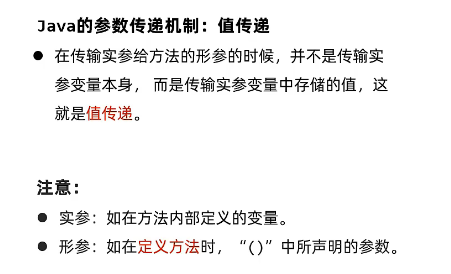 Java的参数传递机制：值传递
● 在传输实参给方法的形参的时候，并不是传输实
参变量本身， 而是传输实参变量中存储的值，这
就是值传递。
注意：
● 实参：如在方法内部定义的变量。
● 形参：如在定义方法时，“()”中所声明的参数。